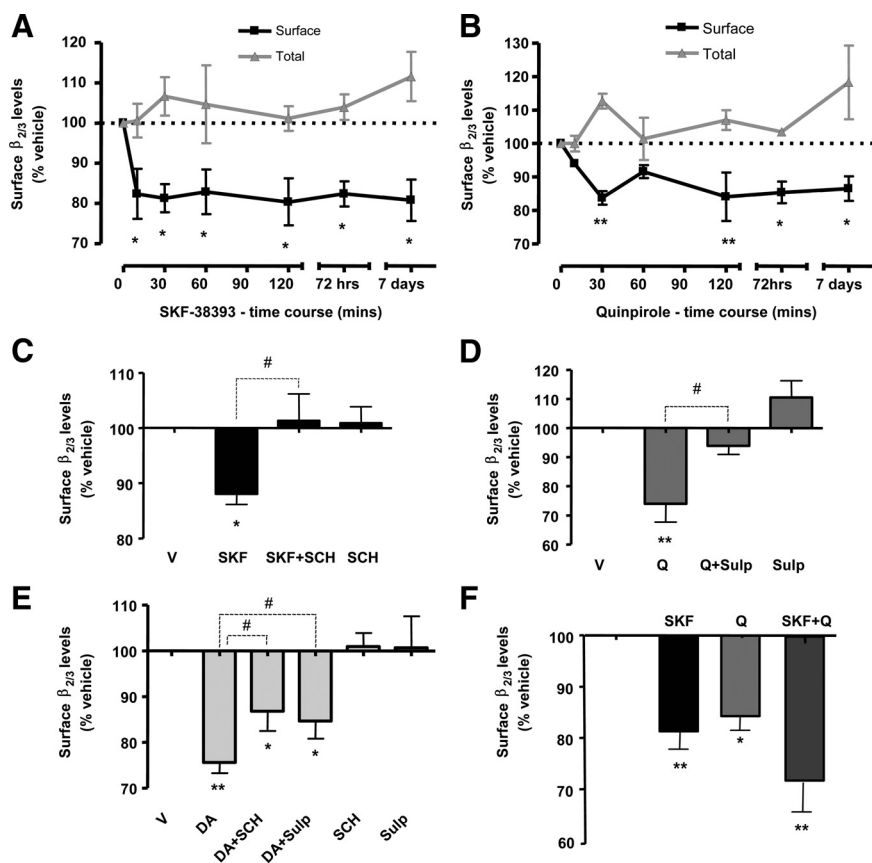 A
Surface
Total
Surface β2/3 levels
(% vehicle)
120
110
100
90
80
70
* * * * * *
0 30 60 90 120 72 hrs 7 days
SKF-38393 - time course (mins)
B
Surface
Total
Surface β2/3 levels
(% vehicle)
130
120
110
100
90
80
70
** ** * *
0 30 60 90 120 72hrs 7 days
Quinpirole - time course (mins)
C
Surface β2/3 levels
(% vehicle)
110
100
90
80
#
*
V SKF SKF+SCH SCH
D
Surface β2/3 levels
(% vehicle)
120
110
100
90
80
70
60
#
**
V Q Q+Sulp Sulp
E
Surface β2/3 levels
(% vehicle)
110
100
90
80
70
#
#
** * *
V DA DA+SCH DA+Sulp SCH Sulp
F
SKF Q SKF+Q
Surface β2/3 levels
(% vehicle)
100
90
80
70
60
** * **